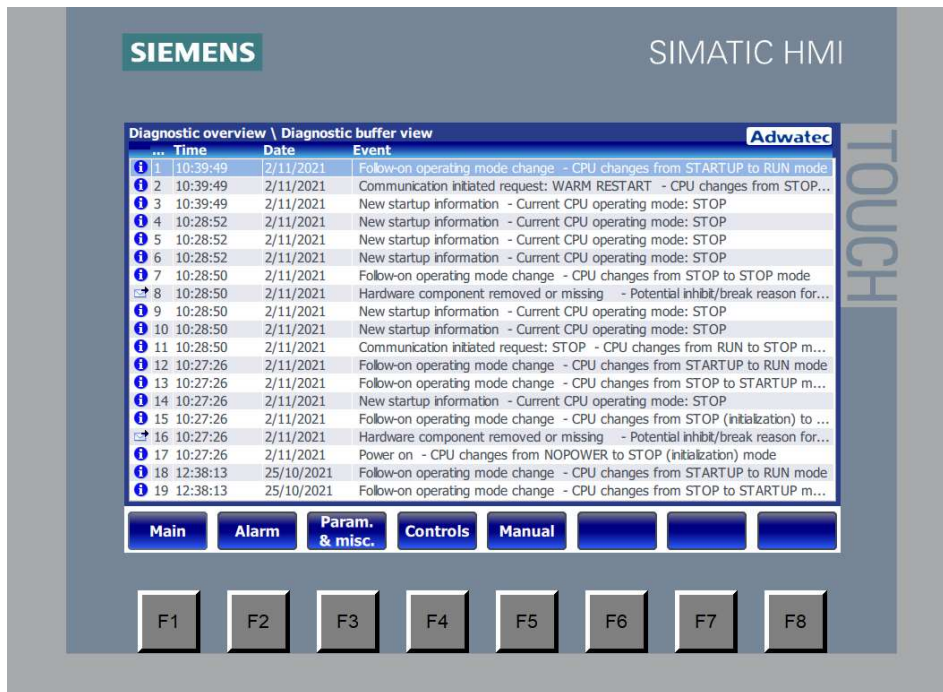 SIEMENS
SIMATIC HMI
TOUCH
Diagnostic overview \ Diagnostic buffer view
Adwatec
... Time Date Event
1 10:39:49 2/11/2021 Follow-on operating mode change - CPU changes from STARTUP to RUN mode
2 10:39:49 2/11/2021 Communication initiated request: WARM RESTART - CPU changes from STOP...
3 10:39:49 2/11/2021 New startup information - Current CPU operating mode: STOP
4 10:28:52 2/11/2021 New startup information - Current CPU operating mode: STOP
5 10:28:52 2/11/2021 New startup information - Current CPU operating mode: STOP
6 10:28:52 2/11/2021 New startup information - Current CPU operating mode: STOP
7 10:28:50 2/11/2021 Follow-on operating mode change - CPU changes from STOP to STOP mode
8 10:28:50 2/11/2021 Hardware component removed or missing - Potential inhibit/break reason for...
9 10:28:50 2/11/2021 New startup information - Current CPU operating mode: STOP
10 10:28:50 2/11/2021 New startup information - Current CPU operating mode: STOP
11 10:28:50 2/11/2021 Communication initiated request: STOP - CPU changes from RUN to STOP m...
12 10:27:26 2/11/2021 Follow-on operating mode change - CPU changes from STARTUP to RUN mode
13 10:27:26 2/11/2021 Follow-on operating mode change - CPU changes from STOP to STARTUP m...
14 10:27:26 2/11/2021 New startup information - Current CPU operating mode: STOP
15 10:27:26 2/11/2021 Follow-on operating mode change - CPU changes from STOP (initialization) to ...
16 10:27:26 2/11/2021 Hardware component removed or missing - Potential inhibit/break reason for...
17 10:27:26 2/11/2021 Power on - CPU changes from NOPOWER to STOP (initialization) mode
18 12:38:13 25/10/2021 Follow-on operating mode change - CPU changes from STARTUP to RUN mode
19 12:38:13 25/10/2021 Follow-on operating mode change - CPU changes from STOP to STARTUP m...
Main Alarm Param. & misc. Controls Manual
F1 F2 F3 F4 F5 F6 F7 F8